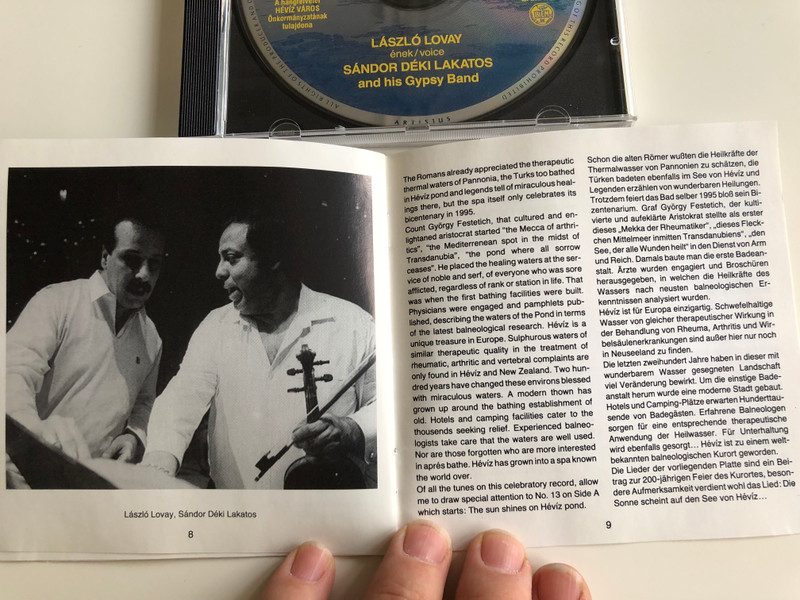 A hangfelvétel
HÉVÍZ VÁROS
Önkormányzatának
tulajdona
LÁSZLÓ LOVAY
ének / voice
SÁNDOR DÉKI LAKATOS
and his Gypsy Band
ALL RIGHTS OF THE PRODUCER AND
OF THIS RECORD PROHIBITED
ARTISTUS
László Lovay, Sándor Déki Lakatos
8
The Romans already appreciated the therapeutic
thermal waters of Pannonia, the Turks too bathed
in Hévíz pond and legends tell of miraculous heal-
ings there, but the spa itself only celebrates its
bicentenary in 1995.
Count György Festetich, that cultured and en-
lightaned aristocrat started "the Mecca of arthri-
tics", "the Mediterrenean spot in the midst of
Transdanubia", "the pond where all sorrow
ceases". He placed the healing waters at the ser-
vice of noble and serf, of everyone who was sore
afflicted, regardless of rank or station in life. That
was when the first bathing facilities were built.
Physicians were engaged and pamphlets pub-
lished, describing the waters of the Pond in terms
of the latest balneological research. Hévíz is a
unique treasure in Europe. Sulphurous waters of
similar therapeutic quality in the treatment of
rheumatic, arthritic and vertebral complaints are
only found in Hévíz and New Zealand. Two hun-
dred years have changed these environs blessed
with miraculous waters. A modern thown has
grown up around the bathing establishment of
old. Hotels and camping facilities cater to the
thousends seeking relief. Experienced balneo-
logists take care that the waters are well used.
Nor are those forgotten who are more interested
in aprés bathe. Hévíz has grown into a spa known
the world over.
Of all the tunes on this celebratory record, allow
me to draw special attention to No. 13 on Side A
which starts: The sun shines on Hévíz pond.
Schon die alten Römer wußten die Heilkräfte der
Thermalwasser von Pannonien zu schätzen, die
Türken badeten ebenfalls im See von Hévíz und
Legenden erzählen von wunderbaren Heilungen.
Trotzdem feiert das Bad selber 1995 bloß sein Bi-
zentenarium. Graf György Festetich, der kulti-
vierte und aufeklärte Aristokrat stellte als erster
dieses „Mekka der Rheumatiker", „dieses Fleck-
chen Mittelmeer inmitten Transdanubiens", „den
See, der alle Wunden heilt" in den Dienst von Arm
und Reich. Damals baute man die erste Badean-
stalt. Ärzte wurden engagiert und Broschüren
herausgegeben, in welchen die Heilkräfte des
Wassers nach neusten balneologischen Er-
kenntnissen analysiert wurden.
Hévíz ist für Europa einzigartig. Schwefelhaltige
Wasser von gleicher therapeutischer Wirkung in
der Behandlung von Rheuma, Arthritis und Wir-
belsäulenerkrankungen sind außer hier nur noch
in Neuseeland zu finden.
Die letzten zweihundert Jahre haben in dieser mit
wunderbarem Wasser gesegneten Landschaft
viel Veränderung bewirkt. Um die einstige Bade-
anstalt herum wurde eine moderne Stadt gebaut.
Hotels und Camping-Plätze erwarten Hunderttau-
sende von Badegästen. Erfahrene Balneologen
sorgen für eine entsprechende therapeutische
Anwendung der Heilwasser. Für Unterhaltung
wird ebenfalls gesorgt... Hévíz ist zu einem welt-
bekannten balneologischen Kurort geworden.
Die Lieder der vorliegenden Platte sind ein Bei-
trag zur 200-jährigen Feier des Kurortes, beson-
dere Aufmerksamkeit verdient wohl das Lied: Die
Sonne scheint auf den See von Hévíz...
9